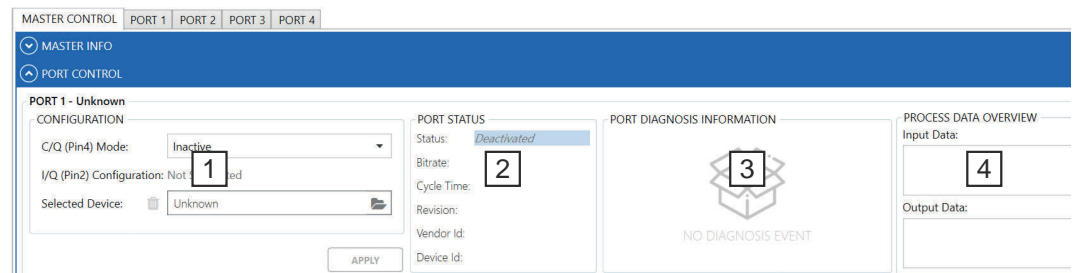 MASTER CONTROL PORT 1 PORT 2 PORT 3 PORT 4
MASTER INFO
PORT CONTROL
PORT 1 - Unknown
CONFIGURATION
C/Q (Pin4) Mode: Inactive
I/Q (Pin2) Configuration: Not
Selected Device: Unknown
1
APPLY
PORT STATUS
Status: Deactivated
Bitrate:
Cycle Time:
Revision:
Vendor Id:
Device Id:
2
PORT DIAGNOSIS INFORMATION
3
NO DIAGNOSIS EVENT
PROCESS DATA OVERVIEW
Input Data:
4
Output Data: